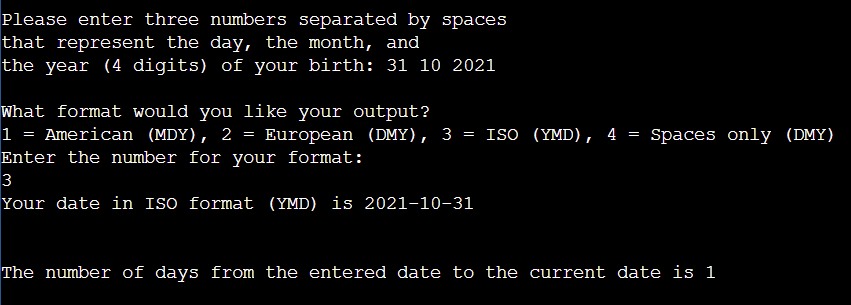 Please enter three numbers separated by spaces
that represent the day, the month, and
the year (4 digits) of your birth: 31 10 2021
What format would you like your output?
1 = American (MDY), 2 = European (DMY), 3 = ISO (YMD), 4 = Spaces only (DMY)
Enter the number for your format:
3
Your date in ISO format (YMD) is 2021-10-31
The number of days from the entered date to the current date is 1